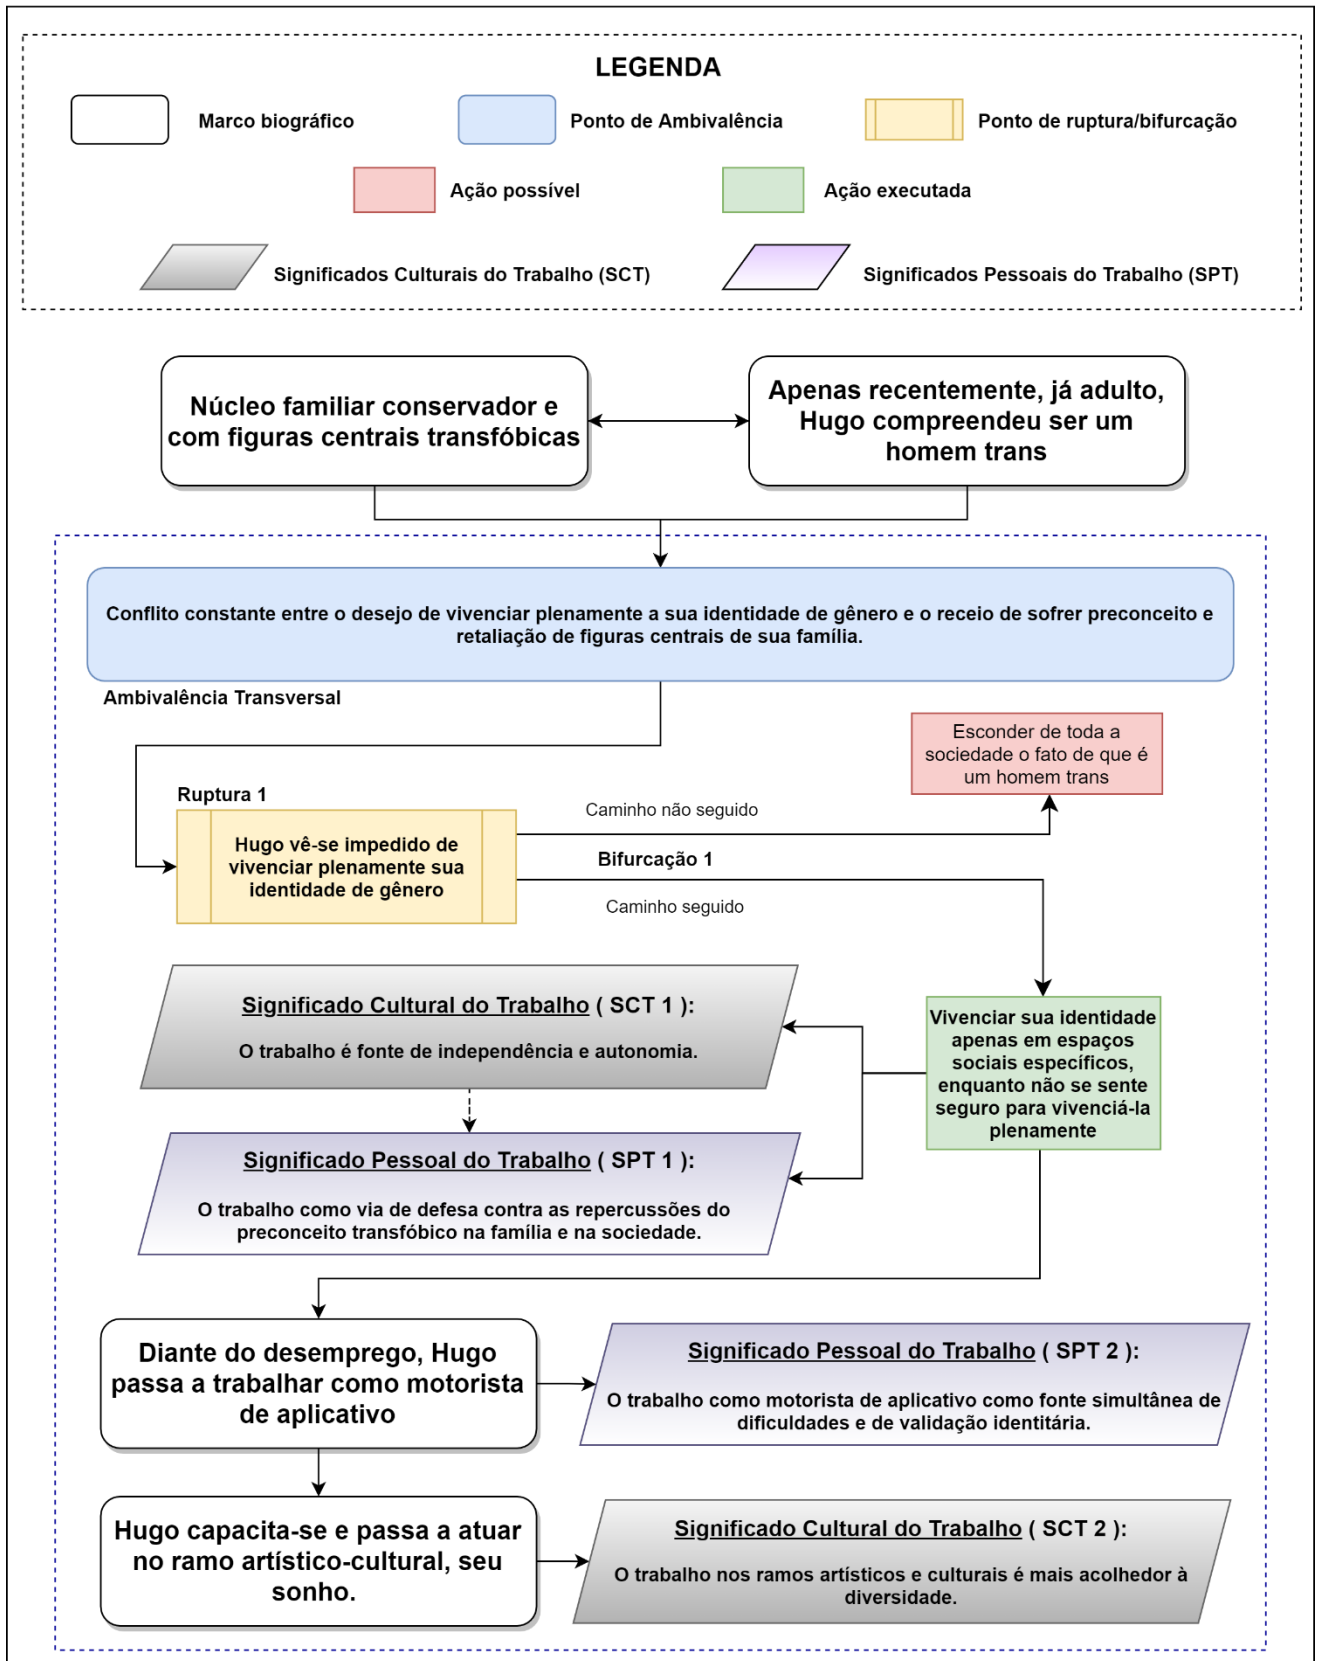 LEGENDA
Marco biográfico
Ponto de Ambivalência
Ponto de ruptura/bifurcação
Ação possível
Ação executada
Significados Culturais do Trabalho (SCT)
Significados Pessoais do Trabalho (SPT)
Núcleo familiar conservador e
com figuras centrais transfóbicas
Apenas recentemente, já adulto,
Hugo compreendeu ser um
homem trans
Conflito constante entre o desejo de vivenciar plenamente a sua identidade de gênero e o receio de sofrer preconceito e
retaliação de figuras centrais de sua família.
Ambivalência Transversal
Esconder de toda a
sociedade o fato de que é
um homem trans
Ruptura 1
Caminho não seguido
Hugo vê-se impedido de
vivenciar plenamente sua
identidade de gênero
Bifurcação 1
Caminho seguido
Significado Cultural do Trabalho ( SCT 1 ):
O trabalho é fonte de independência e autonomia.
Vivenciar sua identidade
apenas em espaços
sociais específicos,
enquanto não se sente
seguro para vivenciá-la
plenamente
Significado Pessoal do Trabalho ( SPT 1 ):
O trabalho como via de defesa contra as repercussões do
preconceito transfóbico na família e na sociedade.
Diante do desemprego, Hugo
passa a trabalhar como motorista
de aplicativo
Significado Pessoal do Trabalho ( SPT 2 ):
O trabalho como motorista de aplicativo como fonte simultânea de
dificuldades e de validação identitária.
Hugo capacita-se e passa a atuar
no ramo artístico-cultural, seu
sonho.
Significado Cultural do Trabalho ( SCT 2 ):
O trabalho nos ramos artísticos e culturais é mais acolhedor à
diversidade.